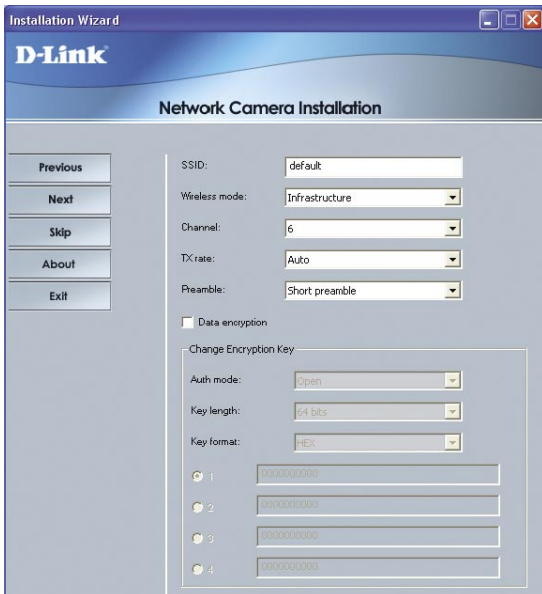 Installation Wizard
D-Link
Network Camera Installation
Previous
Next
Skip
About
Exit
SSID: default
Wireless mode: Infrastructure
Channel: 6
TX rate: Auto
Preamble: Short preamble
Data encryption
Change Encryption Key
Auth mode: Open
Key length: 64 bits
Key format: HEX
1 0000000000
2 0000000000
3 0000000000
4 0000000000